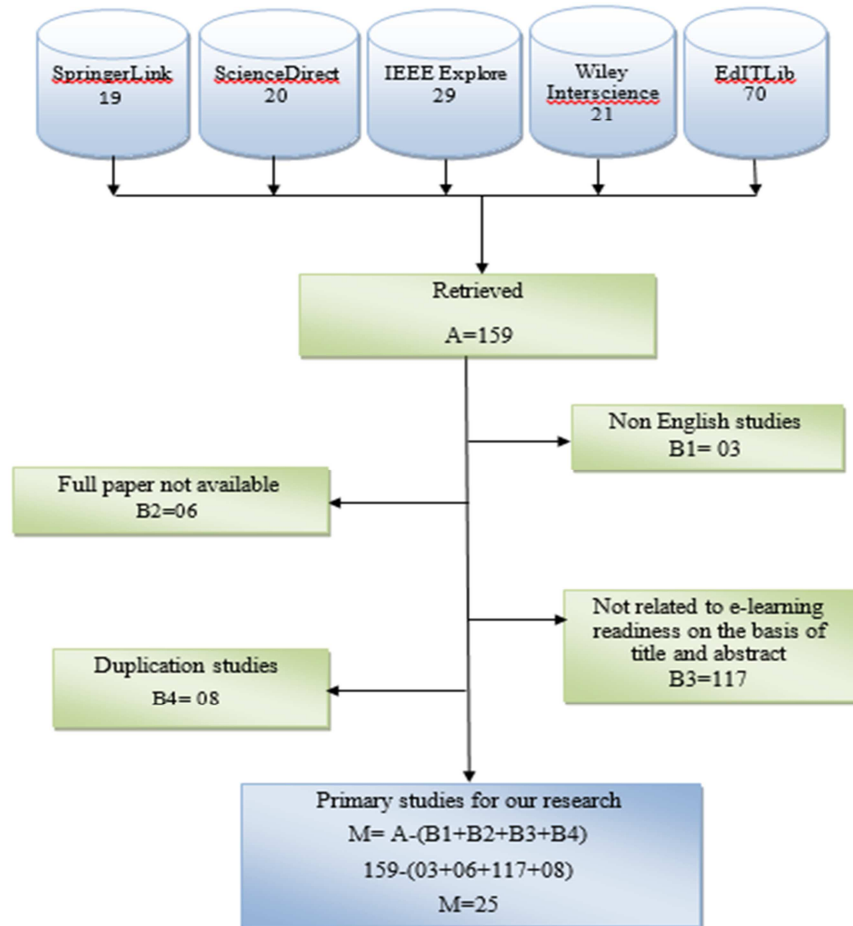 SpringerLink
19
ScienceDirect
20
IEEE Explore
29
Wiley
Interscience
21
EdITLib
70
Retrieved
A=159
Non English studies
B1= 03
Full paper not available
B2=06
Not related to e-learning
readiness on the basis of
title and abstract
B3=117
Duplication studies
B4= 08
Primary studies for our research
M= A-(B1+B2+B3+B4)
159-(03+06+117+08)
M=25